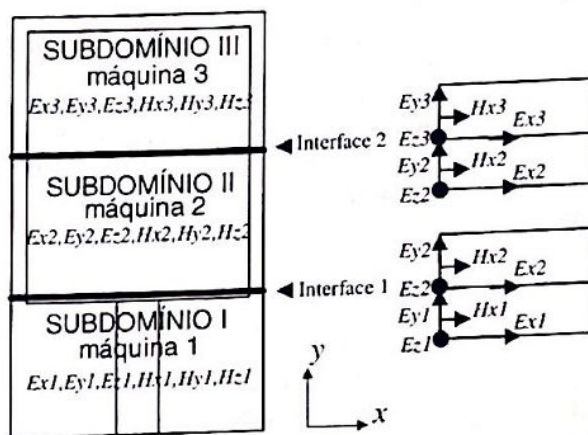 SUBDOMÍNIO III
máquina 3
Ex3,Ey3,Ez3,Hx3,Hy3,Hz3
Interface 2
SUBDOMÍNIO II
máquina 2
Ex2,Ey2,Ez2,Hx2,Hy2,Hz2
Interface 1
SUBDOMÍNIO I
máquina 1
Ex1,Ey1,Ez1,Hx1,Hy1,Hz1
y
x
Ey3
Hx3
Ez3
Ex3
Ey2
Hx2
Ez2
Ex2
Ey2
Hx2
Ez2
Ex2
Ey1
Hx1
Ez1
Ex1